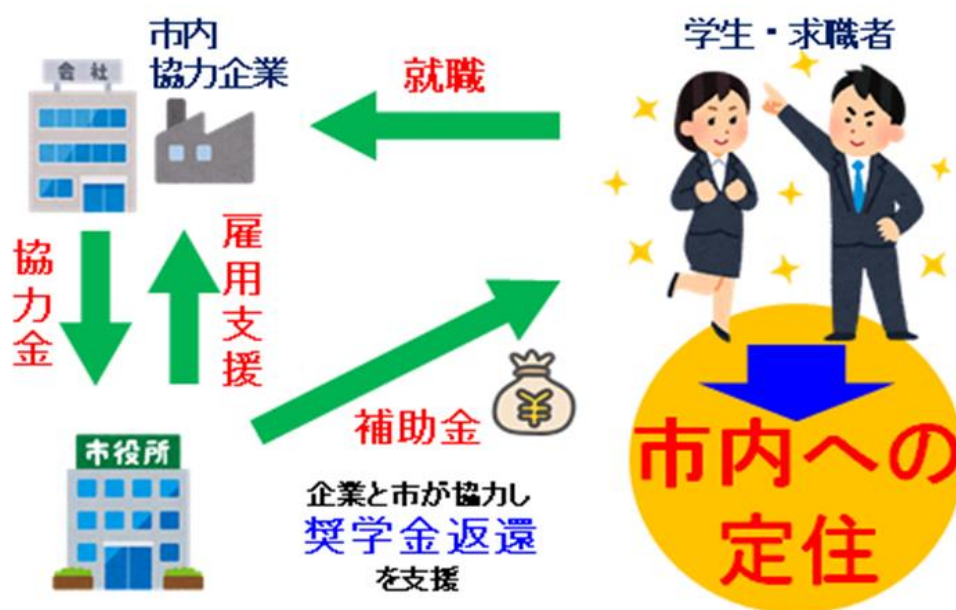 市内
協力企業
会社
就職
学生・求職者
協力金
雇用支援
補助金
¥
市役所
企業と市が協力し
奨学金返還
を支援
市内への
定住